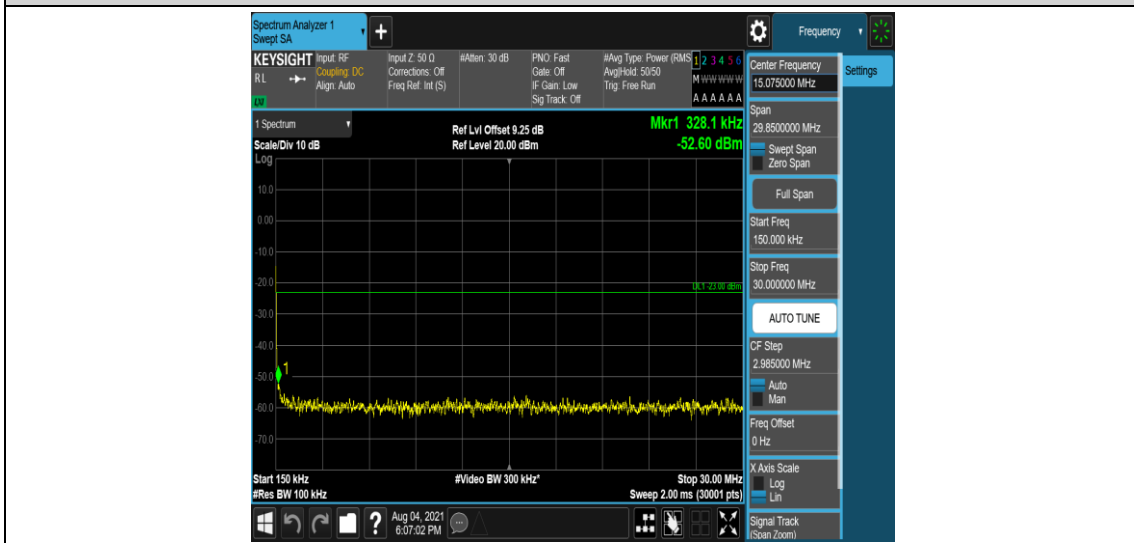 Spectrum Analyzer 1
Swept SA
+
Frequency
KEYSIGHT
RL
LXI
Input: RF
Coupling: DC
Align: Auto
Input Z: 50 Ω
Corrections: Off
Freq Ref: Int (S)
#Atten: 30 dB
PNO: Fast
Gate: Off
IF Gain: Low
Sig Track: Off
#Avg Type: Power (RMS
Avg|Hold: 50/50
Trig: Free Run
1 2 3 4 5 6
M W W W W W
A A A A A A
Center Frequency
15.075000 MHz
Settings
Span
29.8500000 MHz
Swept Span
Zero Span
Full Span
Start Freq
150.000 kHz
Stop Freq
30.000000 MHz
AUTO TUNE
CF Step
2.985000 MHz
Auto
Man
Freq Offset
0 Hz
X Axis Scale
Log
Lin
Signal Track
(Span Zoom)
1 Spectrum
Scale/Div 10 dB
Ref Lvl Offset 9.25 dB
Ref Level 20.00 dBm
Mkr1 328.1 kHz
-52.60 dBm
Log
10.0
0.00
-10.0
-20.0
DL1 -23.00 dBm
-30.0
-40.0
1
-50.0
-60.0
-70.0
Start 150 kHz
#Video BW 300 kHz*
Stop 30.00 MHz
#Res BW 100 kHz
Sweep 2.00 ms (30001 pts)
?
Aug 04, 2021
6:07:02 PM